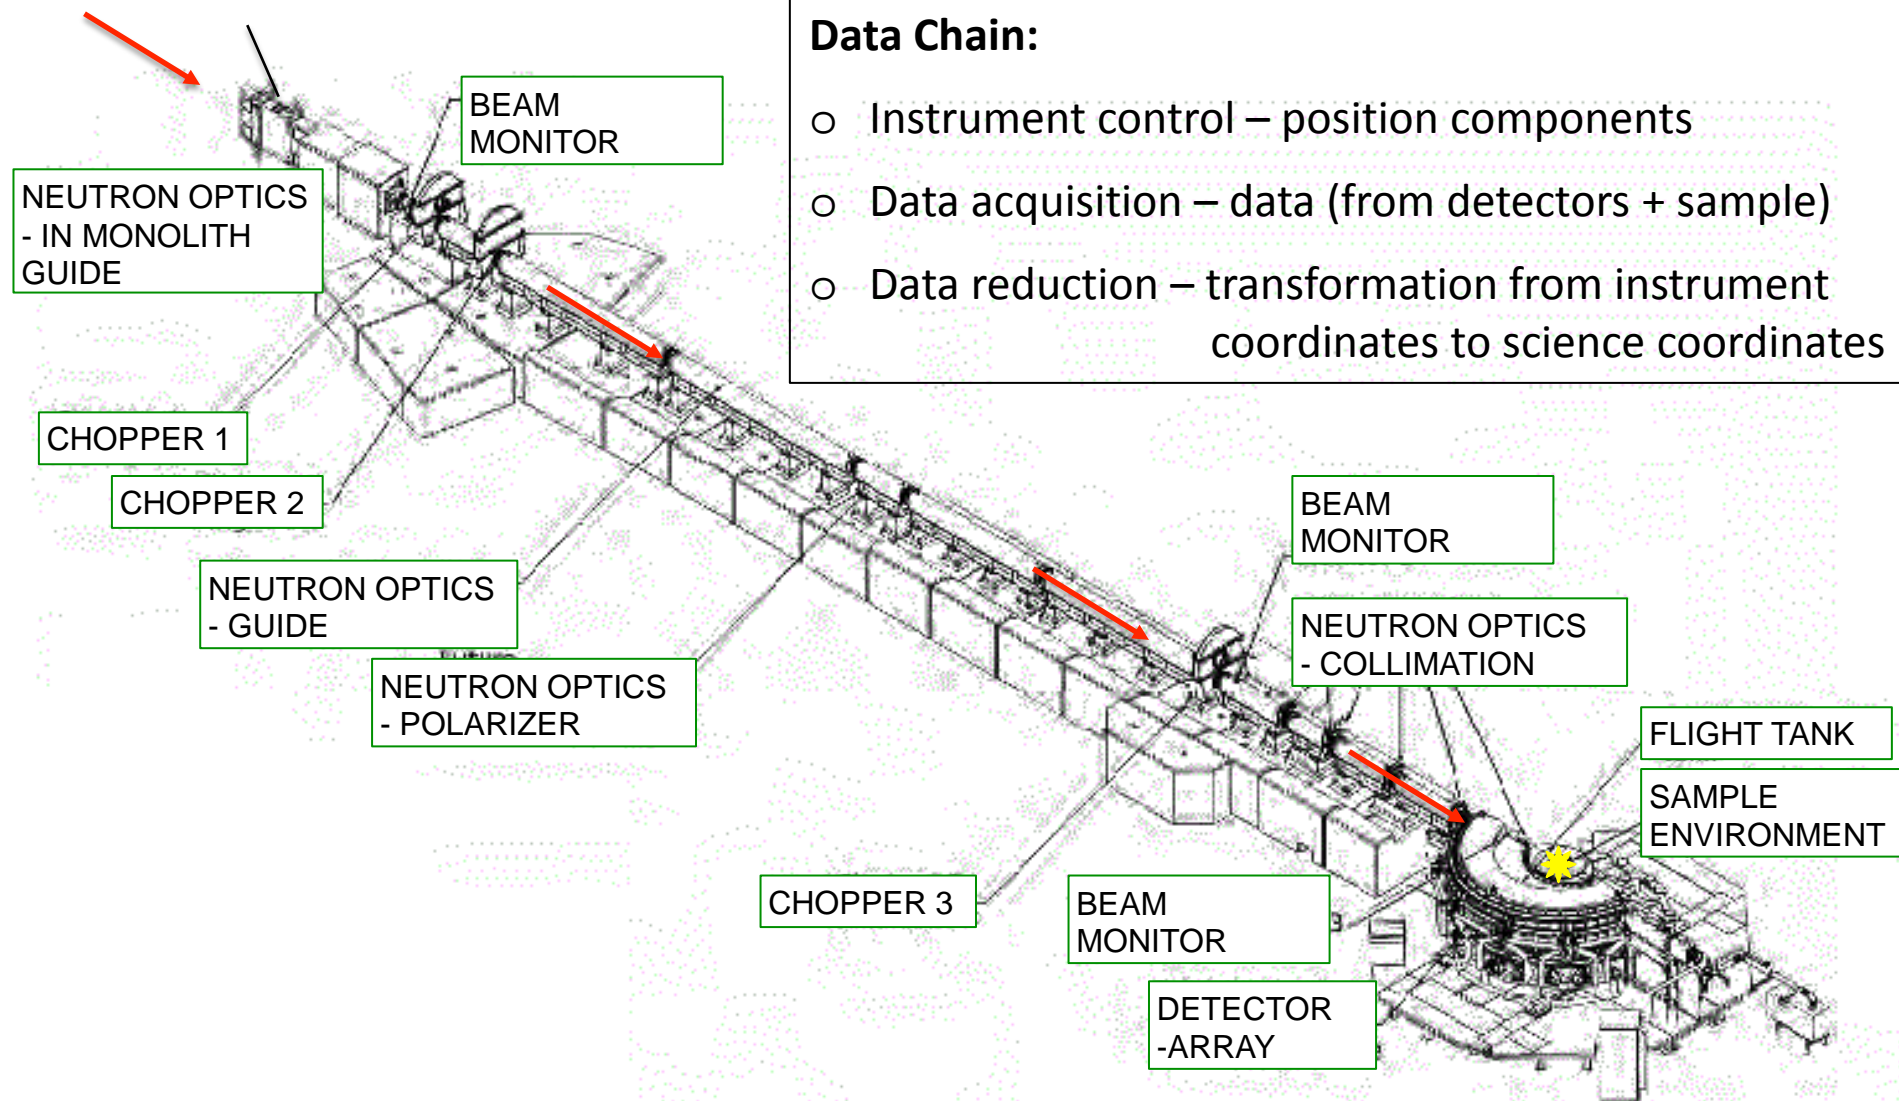 Data Chain:
o Instrument control – position components
o Data acquisition – data (from detectors + sample)
o Data reduction – transformation from instrument
coordinates to science coordinates
BEAM
MONITOR
NEUTRON OPTICS
- IN MONOLITH
GUIDE
CHOPPER 1
CHOPPER 2
NEUTRON OPTICS
- GUIDE
NEUTRON OPTICS
- POLARIZER
BEAM
MONITOR
NEUTRON OPTICS
- COLLIMATION
FLIGHT TANK
SAMPLE
ENVIRONMENT
CHOPPER 3
BEAM
MONITOR
DETECTOR
-ARRAY